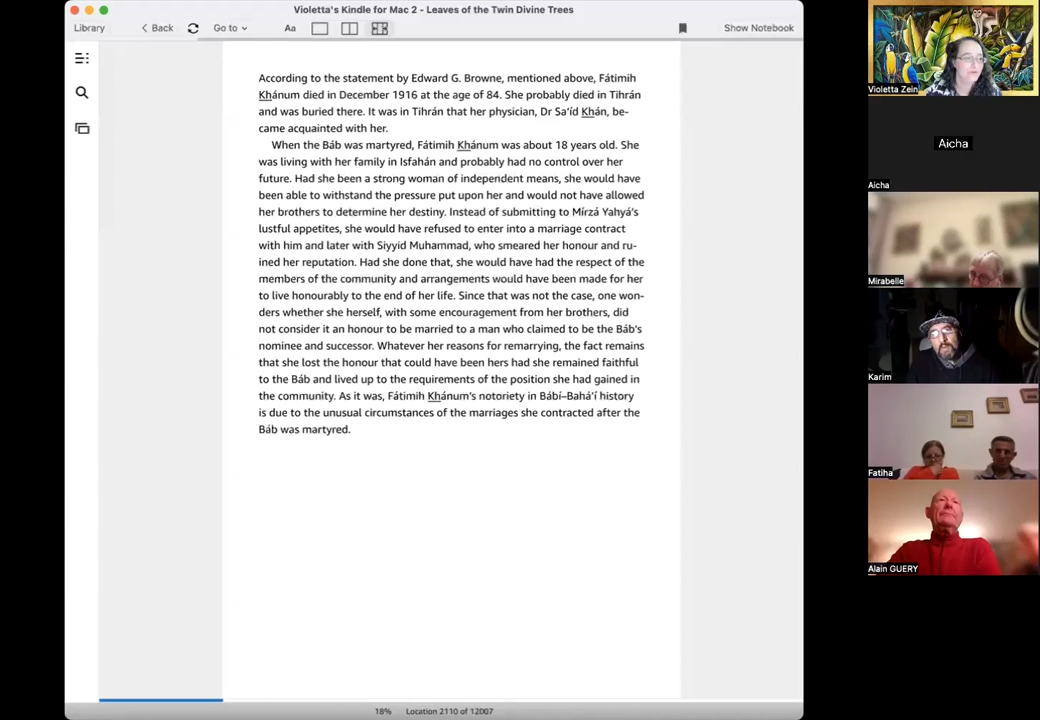 Violetta's Kindle for Mac 2 - Leaves of the Twin Divine Trees
Library
Back
Go to
Aa
Show Notebook
According to the statement by Edward G. Browne, mentioned above, Fátimih
Khánum died in December 1916 at the age of 84. She probably died in Tihrán
and was buried there. It was in Tihrán that her physician, Dr Sa'íd Khán, be-
came acquainted with her.
When the Báb was martyred, Fátimih Khánum was about 18 years old. She
was living with her family in Isfahán and probably had no control over her
future. Had she been a strong woman of independent means, she would have
been able to withstand the pressure put upon her and would not have allowed
her brothers to determine her destiny. Instead of submitting to Mírzá Yahyá's
lustful appetites, she would have refused to enter into a marriage contract
with him and later with Siyyid Muhammad, who smeared her honour and ru-
ined her reputation. Had she done that, she would have had the respect of the
members of the community and arrangements would have been made for her
to live honourably to the end of her life. Since that was not the case, one won-
ders whether she herself, with some encouragement from her brothers, did
not consider it an honour to be married to a man who claimed to be the Báb's
nominee and successor. Whatever her reasons for remarrying, the fact remains
that she lost the honour that could have been hers had she remained faithful
to the Báb and lived up to the requirements of the position she had gained in
the community. As it was, Fátimih Khánum's notoriety in Bábí–Bahá'í history
is due to the unusual circumstances of the marriages she contracted after the
Báb was martyred.
18% Location 2110 of 12007
Violetta Zein
Aicha
Aicha
Mirabelle
Karim
Fatiha
Alain GUERY